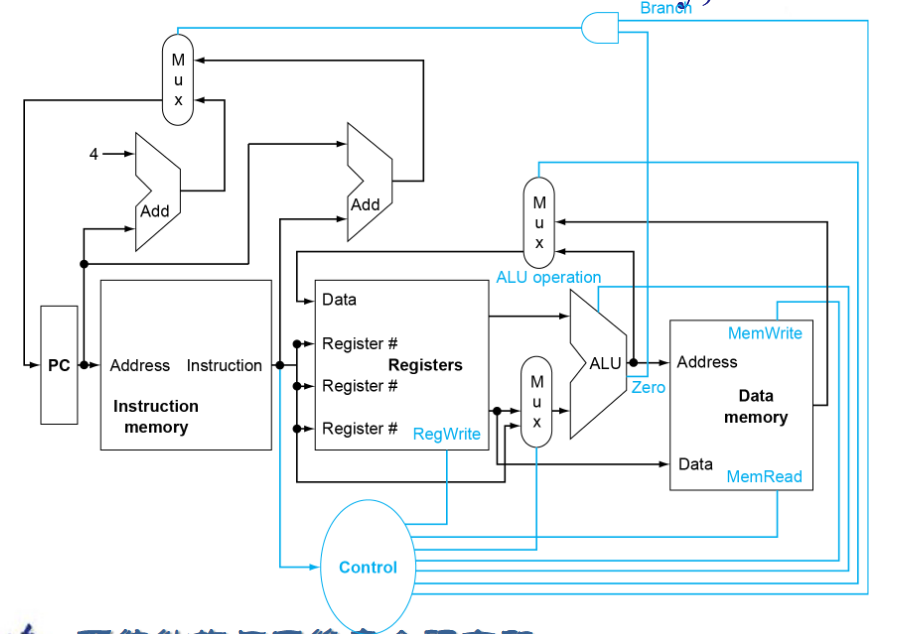 Branch
M
u
x
4
Add
Add
M
u
x
ALU operation
Data
Register #
Registers
Register #
Register #
RegWrite
PC
Address
Instruction
Instruction
memory
M
u
x
ALU
Zero
MemWrite
Address
Data
memory
Data
MemRead
Control